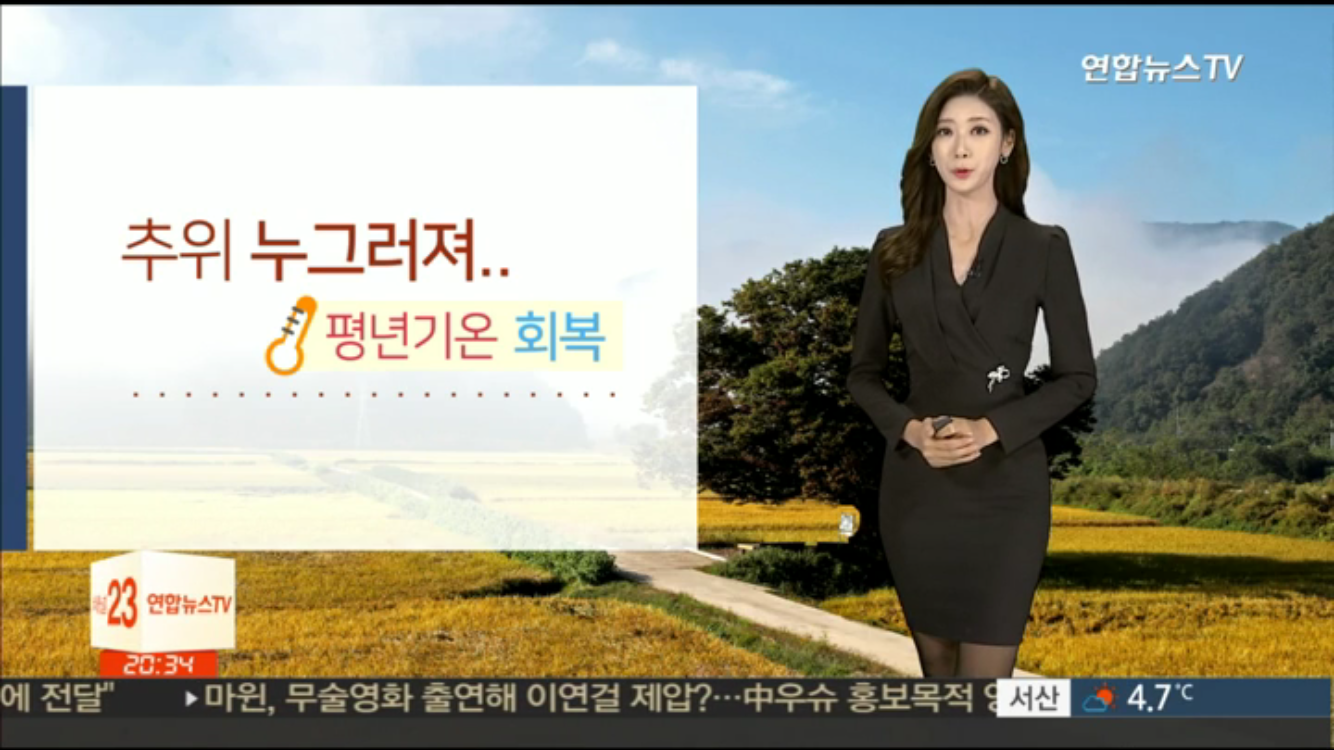 연합뉴스TV
추위 누그러져..
평년기온 회복
23 연합뉴스TV
20:34
에 전달" ▶마윈, 무술영화 출연해 이연걸 제압?…中우슈 홍보목적
서산 4.7℃